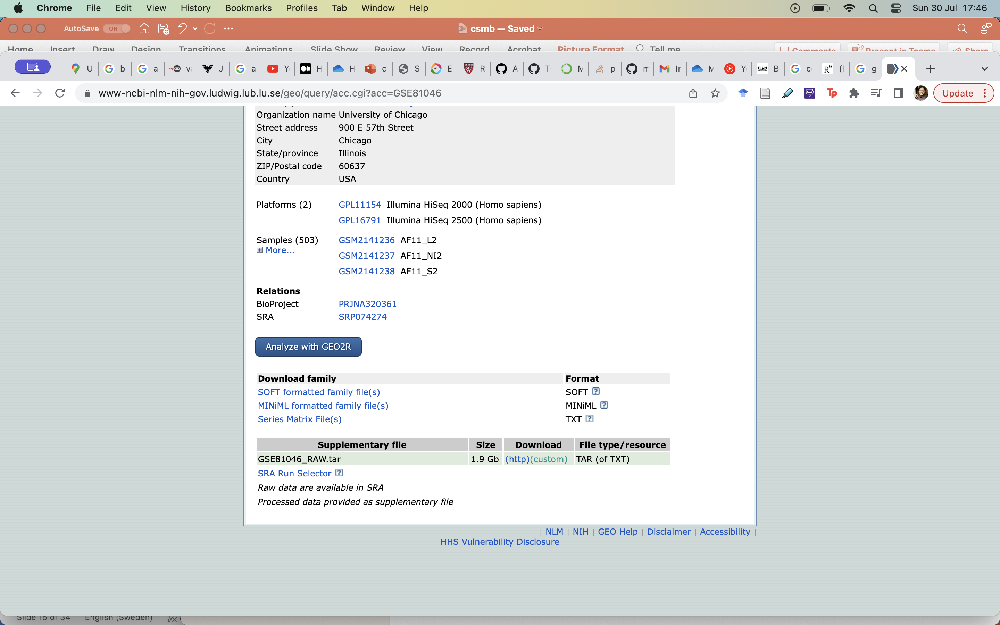 Chrome File Edit View History Bookmarks Profiles Tab Window Help Sun 30 Jul 17:46
AutoSave ON csmb — Saved
Home Insert Draw Design Transitions Animations Slide Show Review View Record Acrobat Picture Format Tell me Comments Present in Teams Share
U b a v J a Y H H c S E R A T M p m Ir M Y FILM B c R^G (F g
www-ncbi-nlm-nih-gov.ludwig.lub.lu.se/geo/query/acc.cgi?acc=GSE81046 Tp Update
Organization name University of Chicago
Street address 900 E 57th Street
City Chicago
State/province Illinois
ZIP/Postal code 60637
Country USA
Platforms (2) GPL11154 Illumina HiSeq 2000 (Homo sapiens)
GPL16791 Illumina HiSeq 2500 (Homo sapiens)
Samples (503) GSM2141236 AF11_L2
More...
GSM2141237 AF11_NI2
GSM2141238 AF11_S2
Relations
BioProject PRJNA320361
SRA SRP074274
Analyze with GEO2R
Download family Format
SOFT formatted family file(s) SOFT ?
MINiML formatted family file(s) MINiML ?
Series Matrix File(s) TXT ?
Supplementary file Size Download File type/resource
GSE81046_RAW.tar 1.9 Gb (http)(custom) TAR (of TXT)
SRA Run Selector ?
Raw data are available in SRA
Processed data provided as supplementary file
| NLM | NIH | GEO Help | Disclaimer | Accessibility |
HHS Vulnerability Disclosure
Slide 15 of 34 English (Sweden)